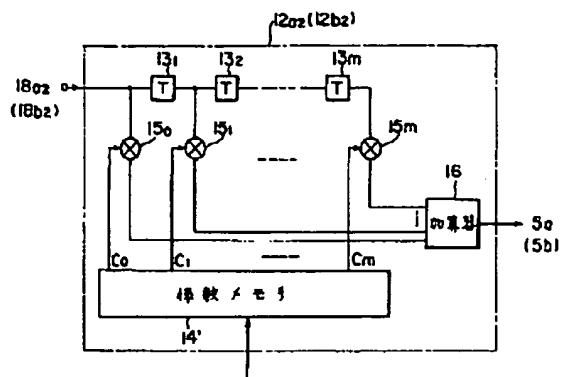 12a2(12b2)
13₁ 13₂ 13m
18a2
(18b2)
T T T
15₀ 15₁ 15m
16
加算器
5a
(5b)
C₀ C₁ Cm
係数メモリ
14'